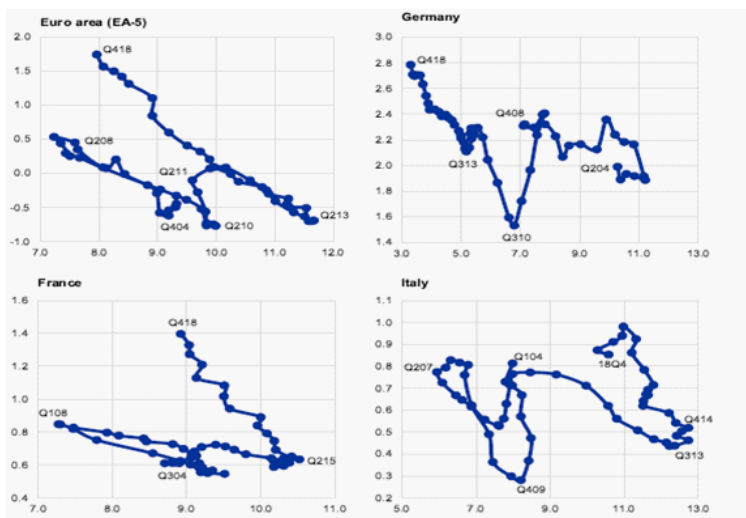 Euro area (EA-5)
2.0
1.5
1.0
0.5
0.0
-0.5
-1.0
7.0 8.0 9.0 10.0 11.0 12.0
Q418
Q208
Q211
Q404
Q210
Q213
Germany
3.0
2.8
2.6
2.4
2.2
2.0
1.8
1.6
1.4
3.0 5.0 7.0 9.0 11.0 13.0
Q418
Q408
Q313
Q204
Q310
France
1.6
1.4
1.2
1.0
0.8
0.6
0.4
7.0 8.0 9.0 10.0 11.0
Q418
Q108
Q304
Q215
Italy
1.1
1.0
0.9
0.8
0.7
0.6
0.5
0.4
0.3
0.2
5.0 7.0 9.0 11.0 13.0
Q207
Q104
18Q4
Q414
Q313
Q409